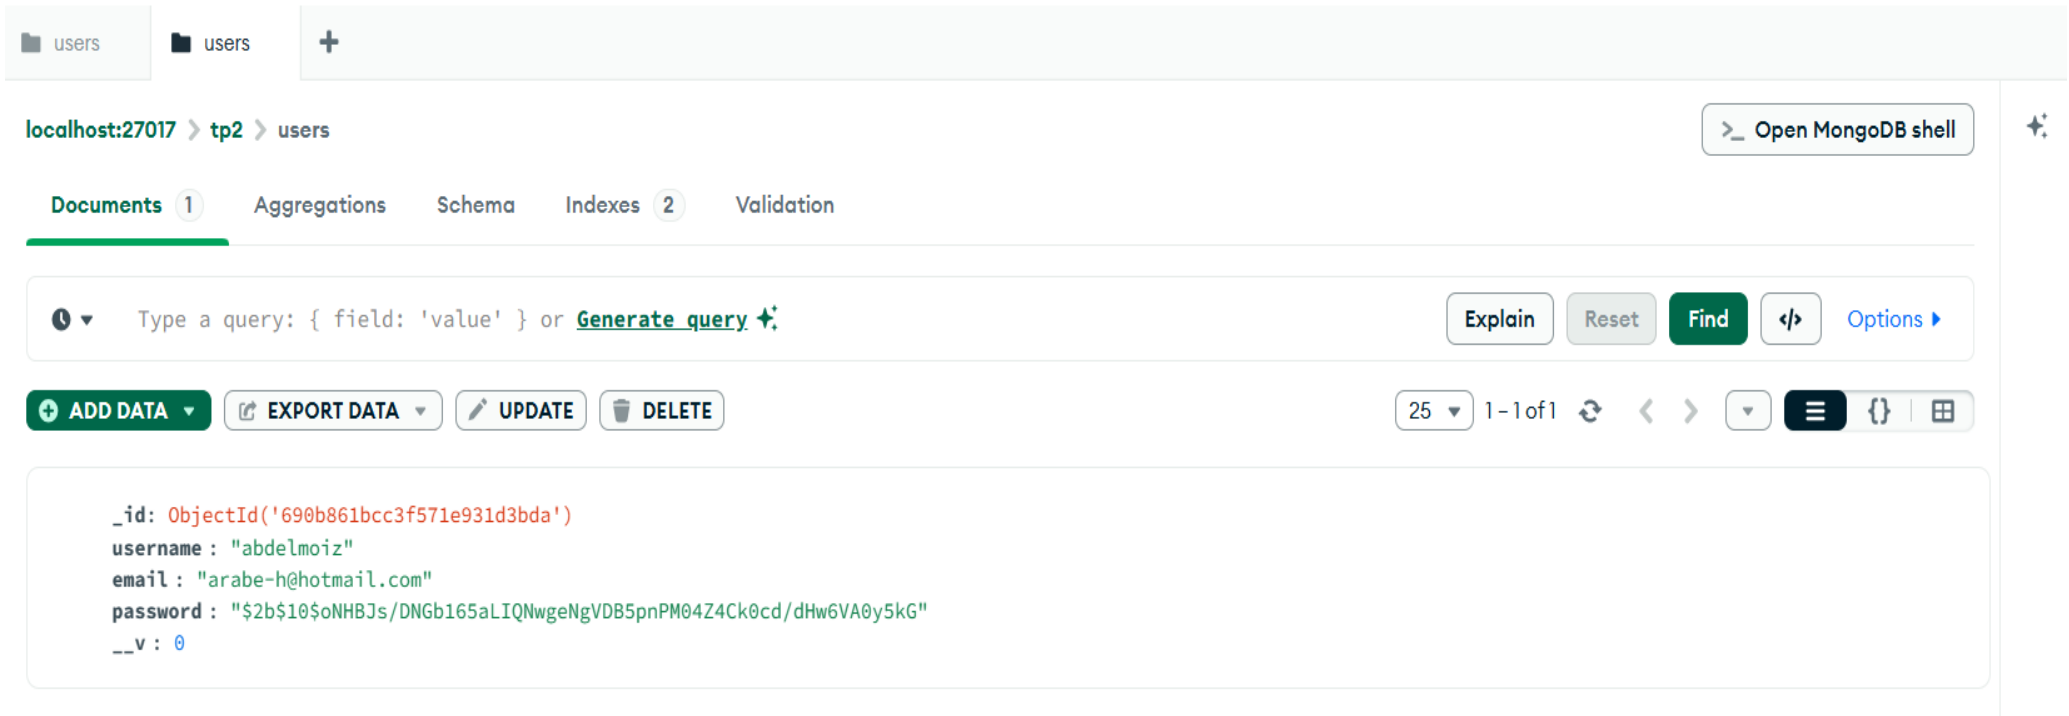 users users
localhost:27017 tp2 users Open MongoDB shell
Documents 1 Aggregations Schema Indexes 2 Validation
Type a query: { field: 'value' } or Generate query Explain Reset Find </> Options
ADD DATA EXPORT DATA UPDATE DELETE 25 1 – 1 of 1 {}
_id: ObjectId('690b861bcc3f571e931d3bda')
username : "abdelmoiz"
email : "arabe-h@hotmail.com"
password : "$2b$10$oNHBJs/DNGb165aLIQNwgeNgVDB5pnPM04Z4Ck0cd/dHw6VA0y5kG"
__v : 0